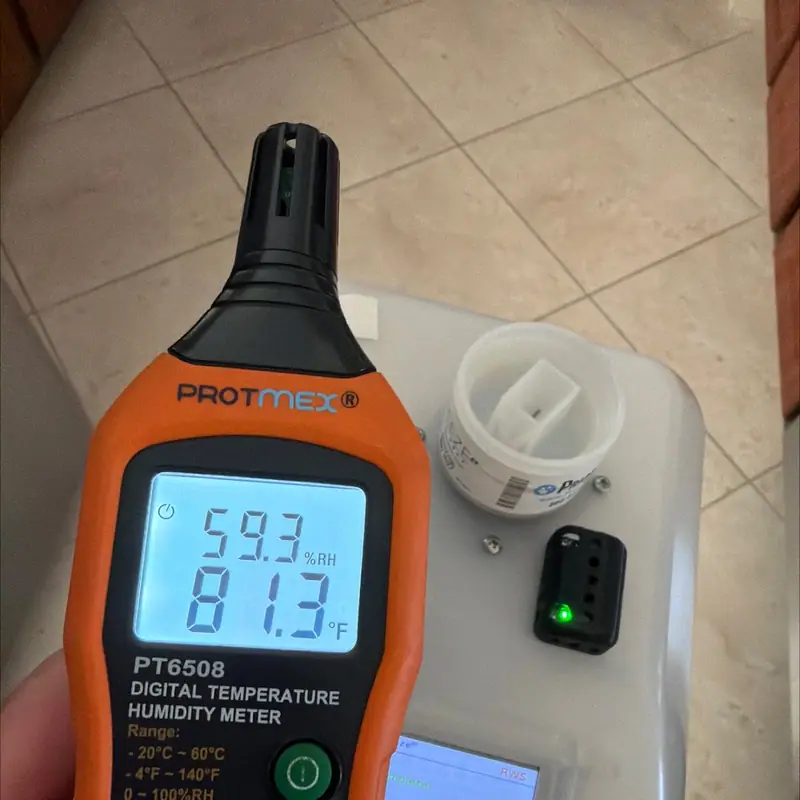 PROTMEX®
59.3 %RH
81.3 °F
PT6508
DIGITAL TEMPERATURE
HUMIDITY METER
Range:
- 20°C ~ 60°C
- 4°F ~ 140°F
0 ~ 100%RH
RWS